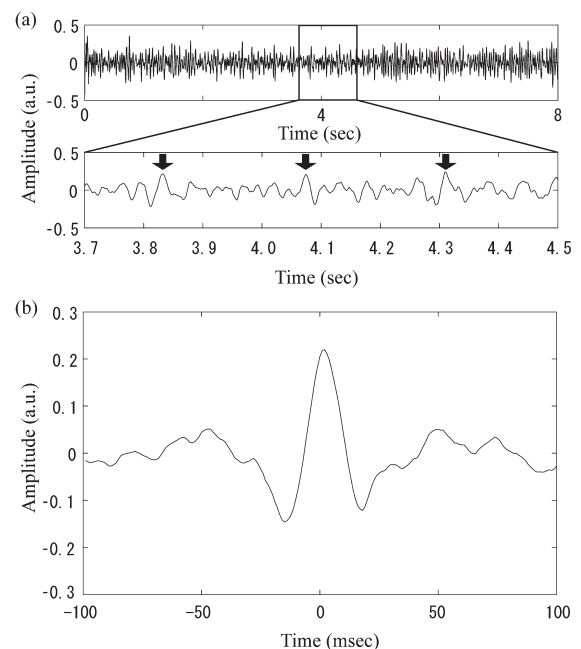 (a)
0.5
0
-0.5
0 4 8
Time (sec)
Amplitude (a.u.)
0.5
0
-0.5
3.7 3.8 3.9 4.0 4.1 4.2 4.3 4.4 4.5
Time (sec)
(b)
0.3
0.2
0.1
0
-0.1
-0.2
-0.3
Amplitude (a.u.)
-100 -50 0 50 100
Time (msec)